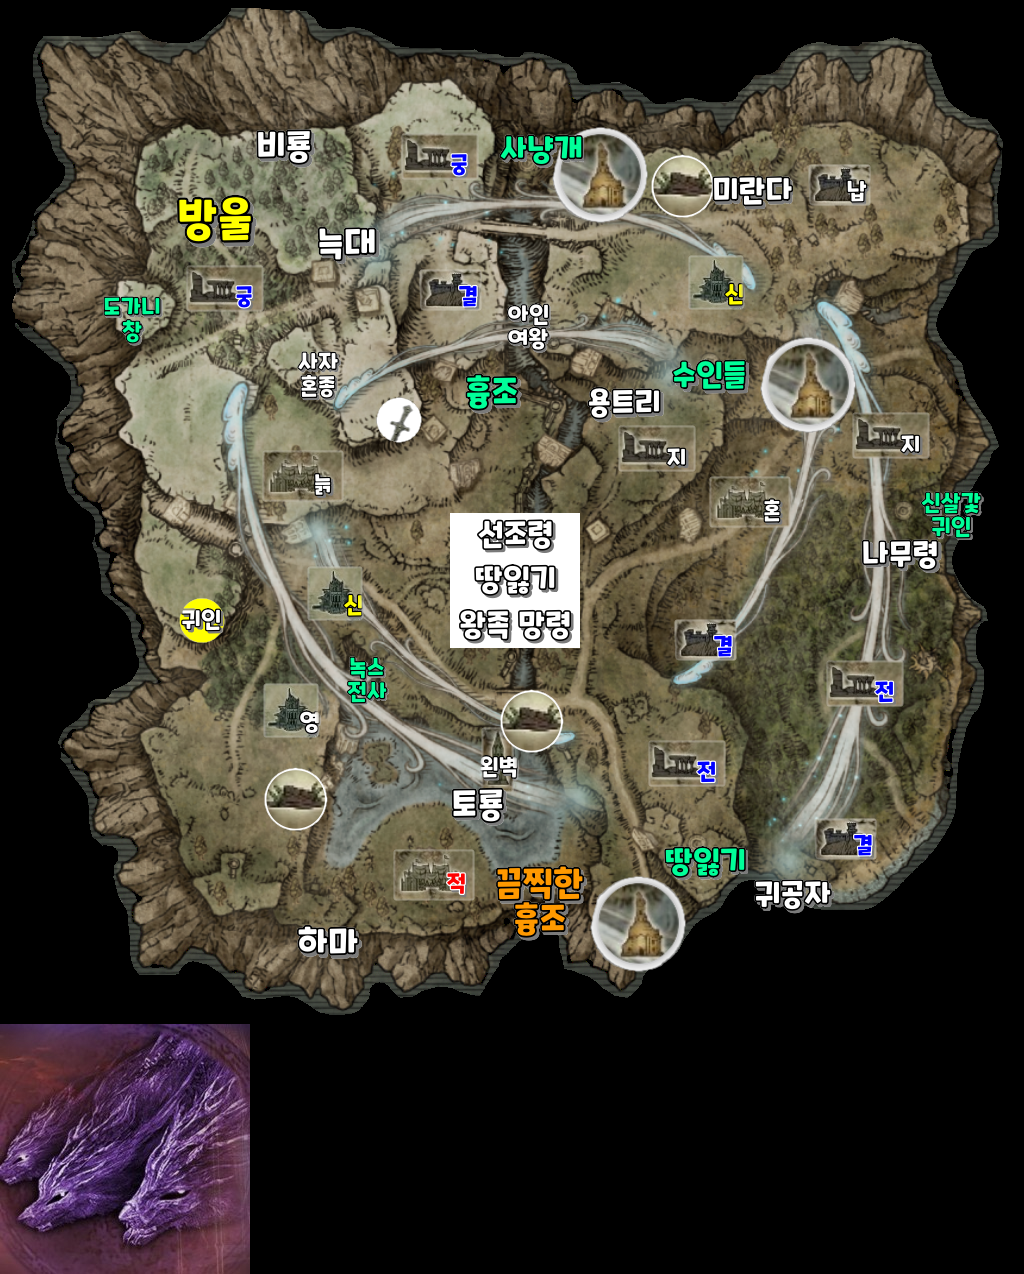 비룡
궁
사냥개
미란다
납
방울
늑대
궁
결
신
도가니
창
아인
여왕
사자
혼종
흉조
수인들
용트리
지
지
늙
혼
신살갗
귀인
선조령
땅잃기
왕족 망령
나무령
신
귀인
결
녹스
전사
전
영
왼벽
전
토룡
결
땅잃기
적
끔찍한
흉조
귀공자
하마